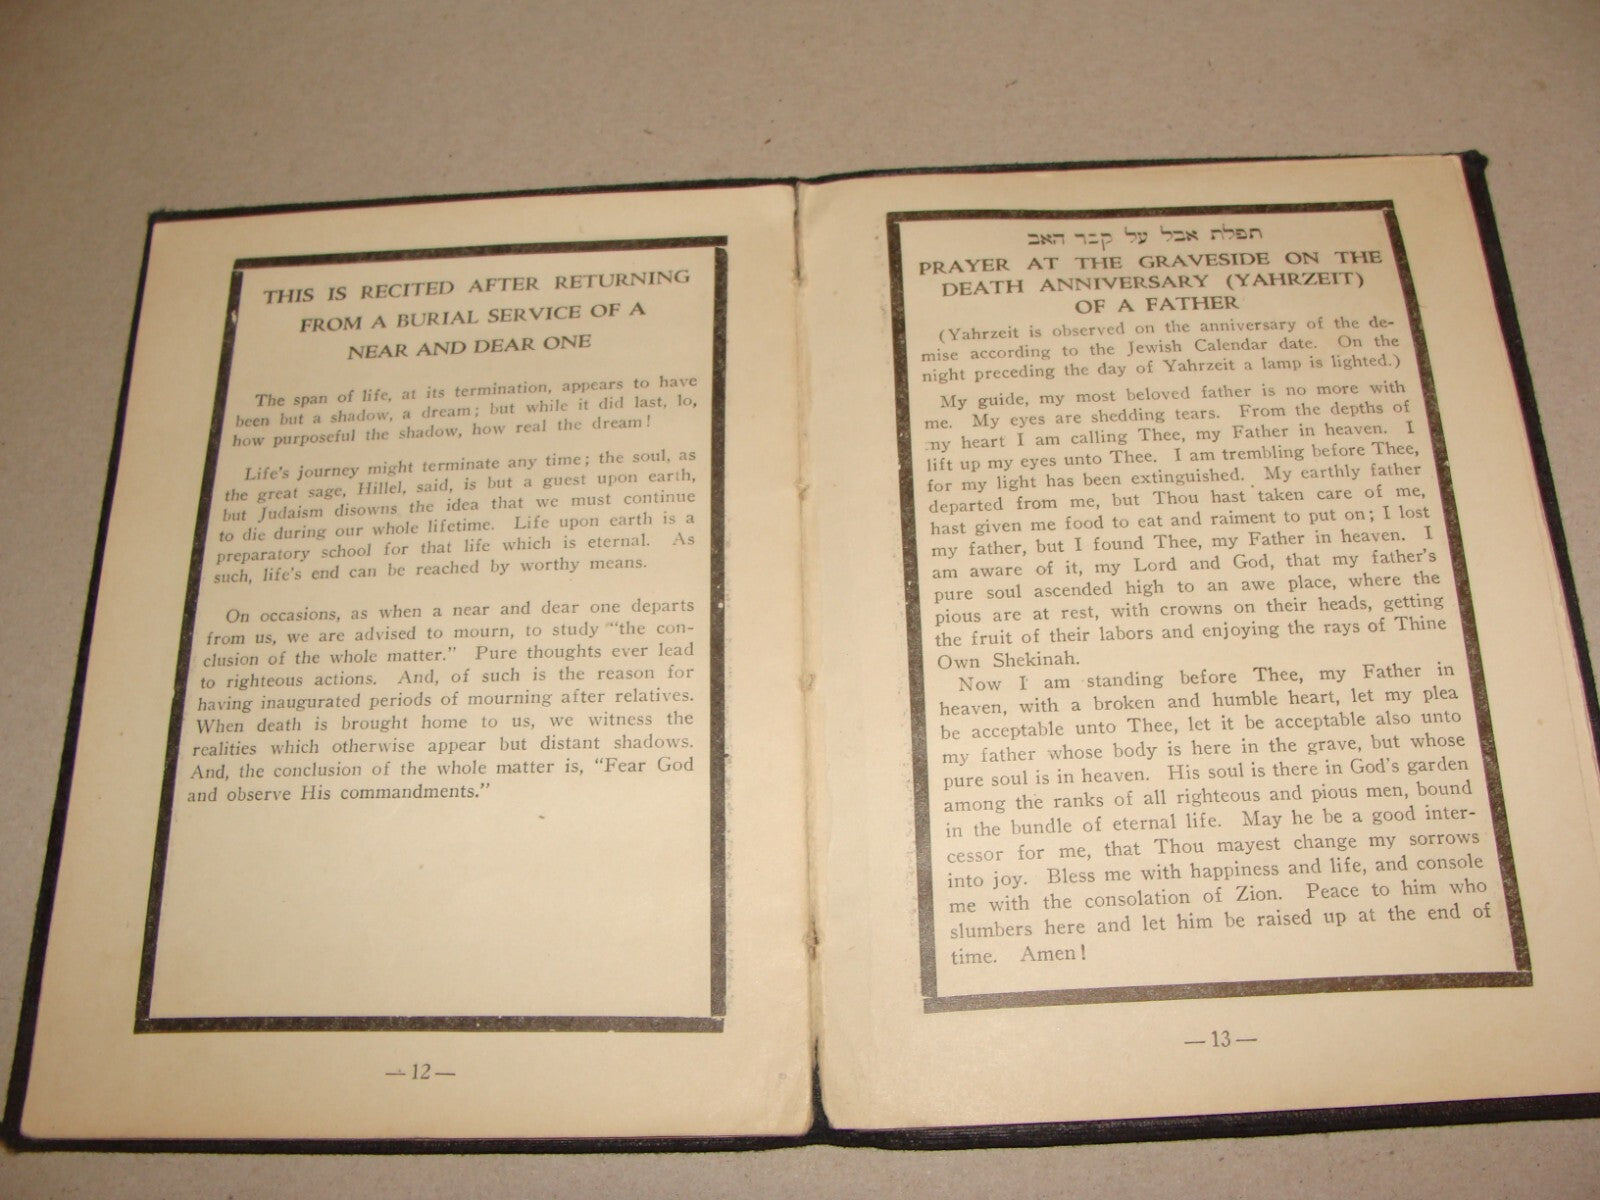 THIS IS RECITED AFTER RETURNING
FROM A BURIAL SERVICE OF A
NEAR AND DEAR ONE
The span of life, at its termination, appears to have
been but a shadow, a dream; but while it did last, lo,
how purposeful the shadow, how real the dream!
Life's journey might terminate any time; the soul, as
the great sage, Hillel, said, is but a guest upon earth,
but Judaism disowns the idea that we must continue
to die during our whole lifetime. Life upon earth is a
preparatory school for that life which is eternal. As
such, life's end can be reached by worthy means.
On occasions, as when a near and dear one departs
from us, we are advised to mourn, to study "the con-
clusion of the whole matter." Pure thoughts ever lead
to righteous actions. And, of such is the reason for
having inaugurated periods of mourning after relatives.
When death is brought home to us, we witness the
realities which otherwise appear but distant shadows.
And, the conclusion of the whole matter is, "Fear God
and observe His commandments."
— 12 —
תפלת אבל על קבר האב
PRAYER AT THE GRAVESIDE ON THE
DEATH ANNIVERSARY (YAHRZEIT)
OF A FATHER
(Yahrzeit is observed on the anniversary of the de-
mise according to the Jewish Calendar date. On the
night preceding the day of Yahrzeit a lamp is lighted.)
My guide, my most beloved father is no more with
me. My eyes are shedding tears. From the depths of
my heart I am calling Thee, my Father in heaven. I
lift up my eyes unto Thee. I am trembling before Thee,
for my light has been extinguished. My earthly father
departed from me, but Thou hast taken care of me,
hast given me food to eat and raiment to put on; I lost
my father, but I found Thee, my Father in heaven. I
am aware of it, my Lord and God, that my father's
pure soul ascended high to an awe place, where the
pious are at rest, with crowns on their heads, getting
the fruit of their labors and enjoying the rays of Thine
Own Shekinah.
Now I am standing before Thee, my Father in
heaven, with a broken and humble heart, let my plea
be acceptable unto Thee, let it be acceptable also unto
my father whose body is here in the grave, but whose
pure soul is in heaven. His soul is there in God's garden
among the ranks of all righteous and pious men, bound
in the bundle of eternal life. May he be a good inter-
cessor for me, that Thou mayest change my sorrows
into joy. Bless me with happiness and life, and console
me with the consolation of Zion. Peace to him who
slumbers here and let him be raised up at the end of
time. Amen!
— 13 —